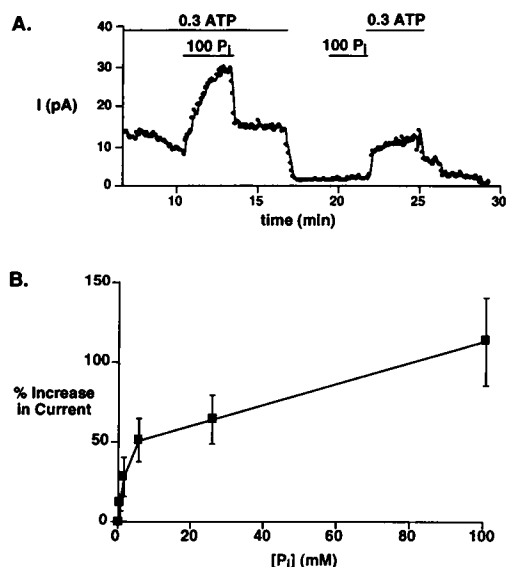 A.
0.3 ATP
0.3 ATP
100 Pi
100 Pi
40
30
I (pA)
20
10
0
10
15
20
25
30
time (min)
B.
150
100
% Increase
in Current
50
0
0
20
40
60
80
100
[Pi] (mM)